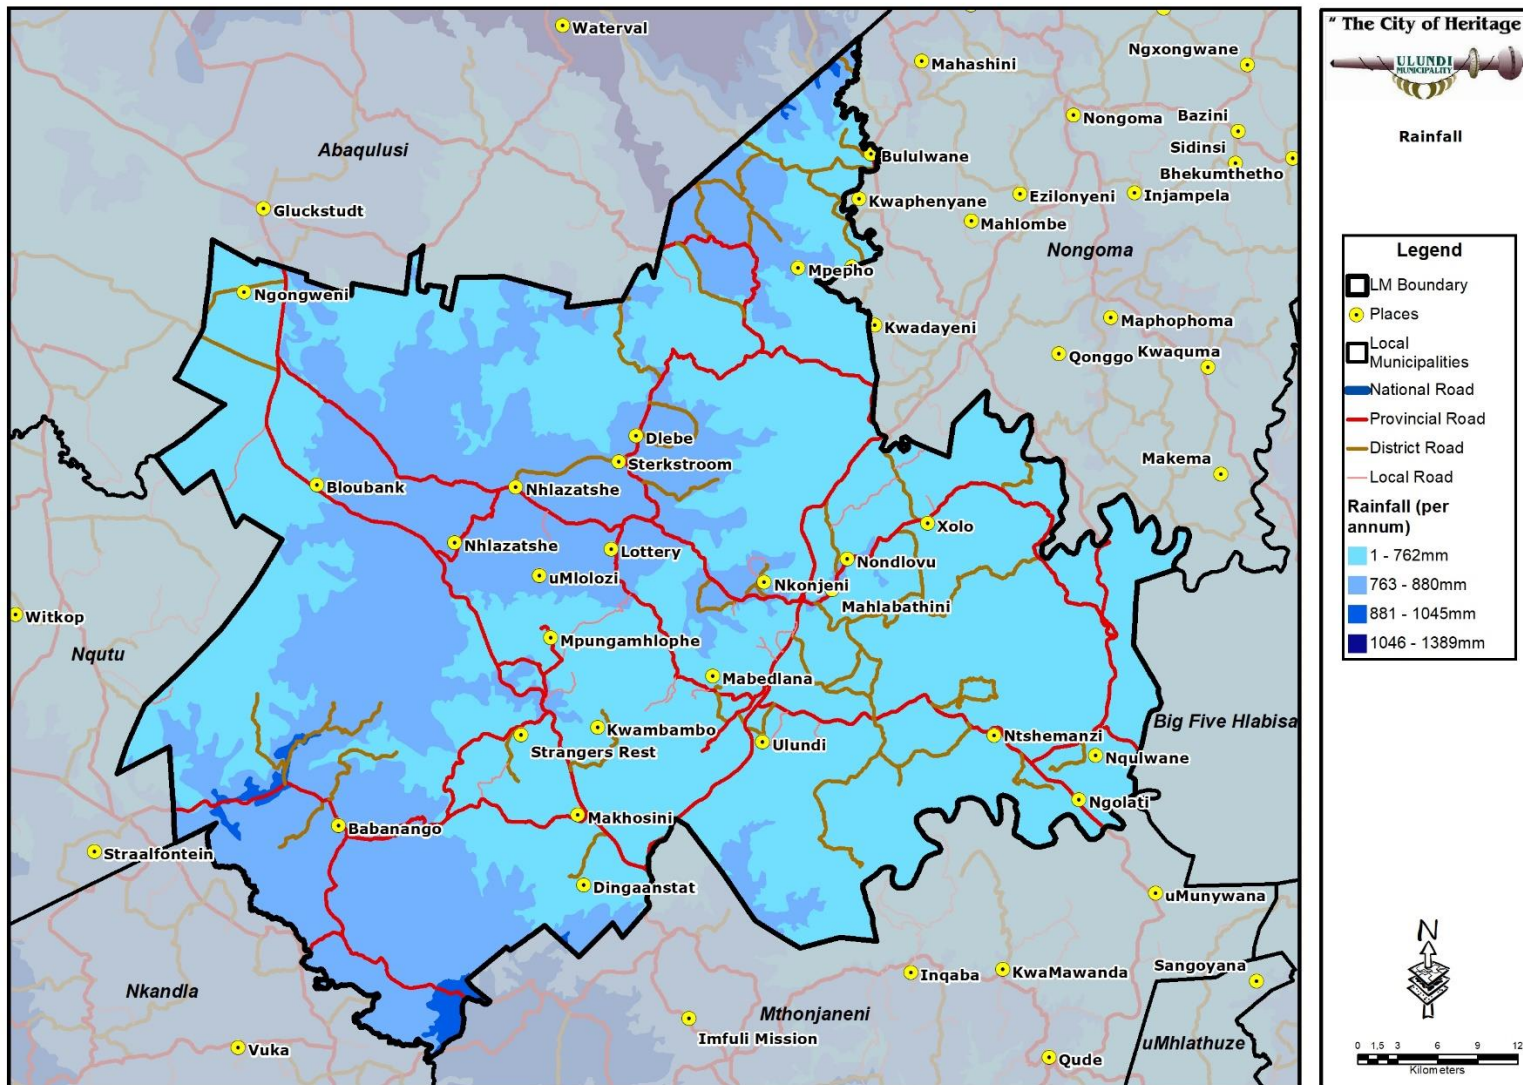 Waterval
Mahashini
Ngxongwane
Nongoma
Bazini
Sidinsi
Bhekumthetho
Abaqulusi
Bululwane
Gluckstudt
Kwaphenyane
Ezilonyeni
Injampela
Mahlombe
Nongoma
Ngongweni
Mpepho
Kwadayeni
Maphophoma
Qonggo
Kwaquma
Dlebe
Sterkstroom
Makema
Bloubank
Nhlazatshe
Xolo
Nhlazatshe
Lottery
Nondlovu
uMlolozi
Nkonjeni
Mahlabathini
Witkop
Nqutu
Mpungamhlophe
Mabedlana
Big Five Hlabisa
Kwambambo
Strangers Rest
Ulundi
Ntshemanzi
Nqulwane
Ngolati
Babanango
Makhosini
Straalfontein
Dingaanstat
uMunywana
Inqaba
KwaMawanda
Sangoyana
Nkandla
Mthonjaneni
Imfuli Mission
uMhlathuze
Vuka
Qude
" The City of Heritage
ULUNDI
MUNICIPALITY
Rainfall
Legend
LM Boundary
Places
Local
Municipalities
National Road
Provincial Road
District Road
Local Road
Rainfall (per
annum)
1 - 762mm
763 - 880mm
881 - 1045mm
1046 - 1389mm
N
0 1,5 3 6 9 12
Kilometers